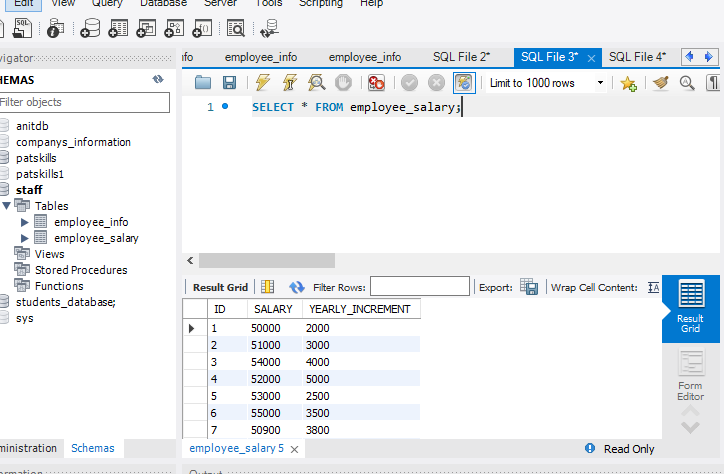 Edit View Query Database Server Tools Scripting Help
SQL
employee_info employee_info SQL File 2* SQL File 3* × SQL File 4*
Limit to 1000 rows
1 SELECT * FROM employee_salary;
Filter objects
anitdb
companys_information
patskills
patskills1
staff
Tables
employee_info
employee_salary
Views
Stored Procedures
Functions
students_database;
sys
Result Grid Filter Rows: Export: Wrap Cell Content: IA
ID SALARY YEARLY_INCREMENT
1 50000 2000
2 51000 3000
3 54000 4000
4 52000 5000
5 53000 2500
6 55000 3500
7 50900 3800
Result
Grid
Form
Editor
Schemas
employee_salary 5 × Read Only